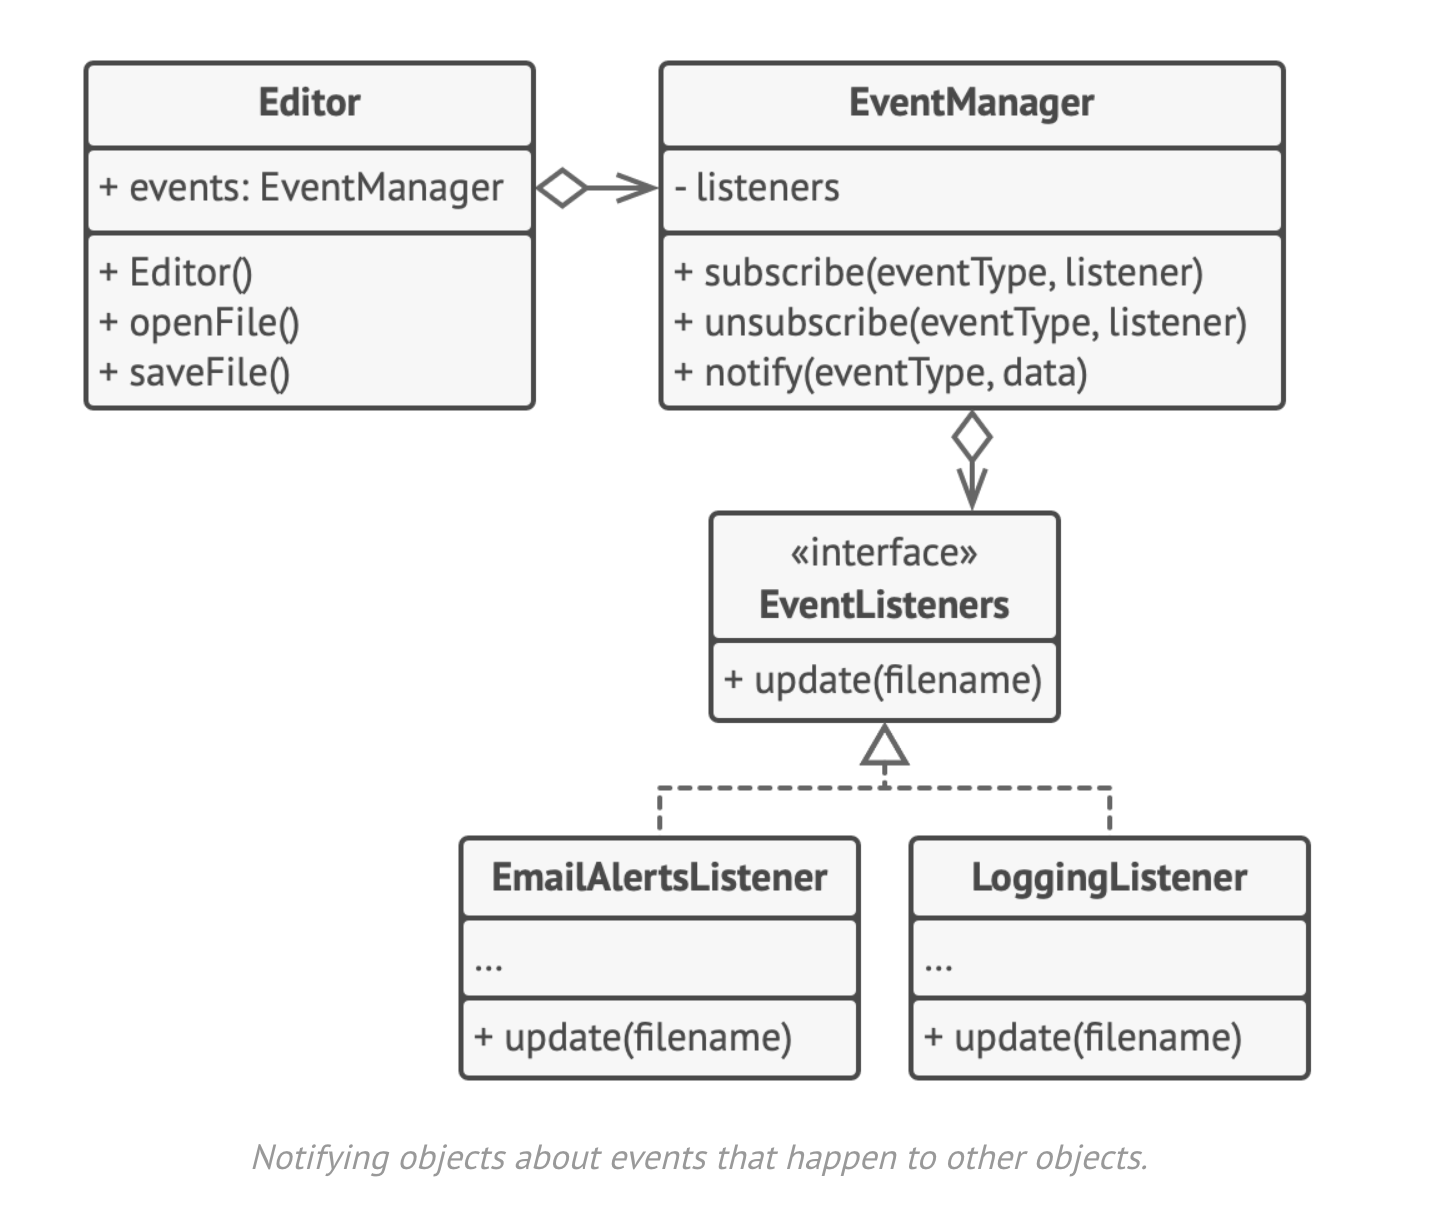 Editor
+ events: EventManager
+ Editor()
+ openFile()
+ saveFile()
EventManager
- listeners
+ subscribe(eventType, listener)
+ unsubscribe(eventType, listener)
+ notify(eventType, data)
«interface»
EventListeners
+ update(filename)
EmailAlertsListener
...
+ update(filename)
LoggingListener
...
+ update(filename)
Notifying objects about events that happen to other objects.